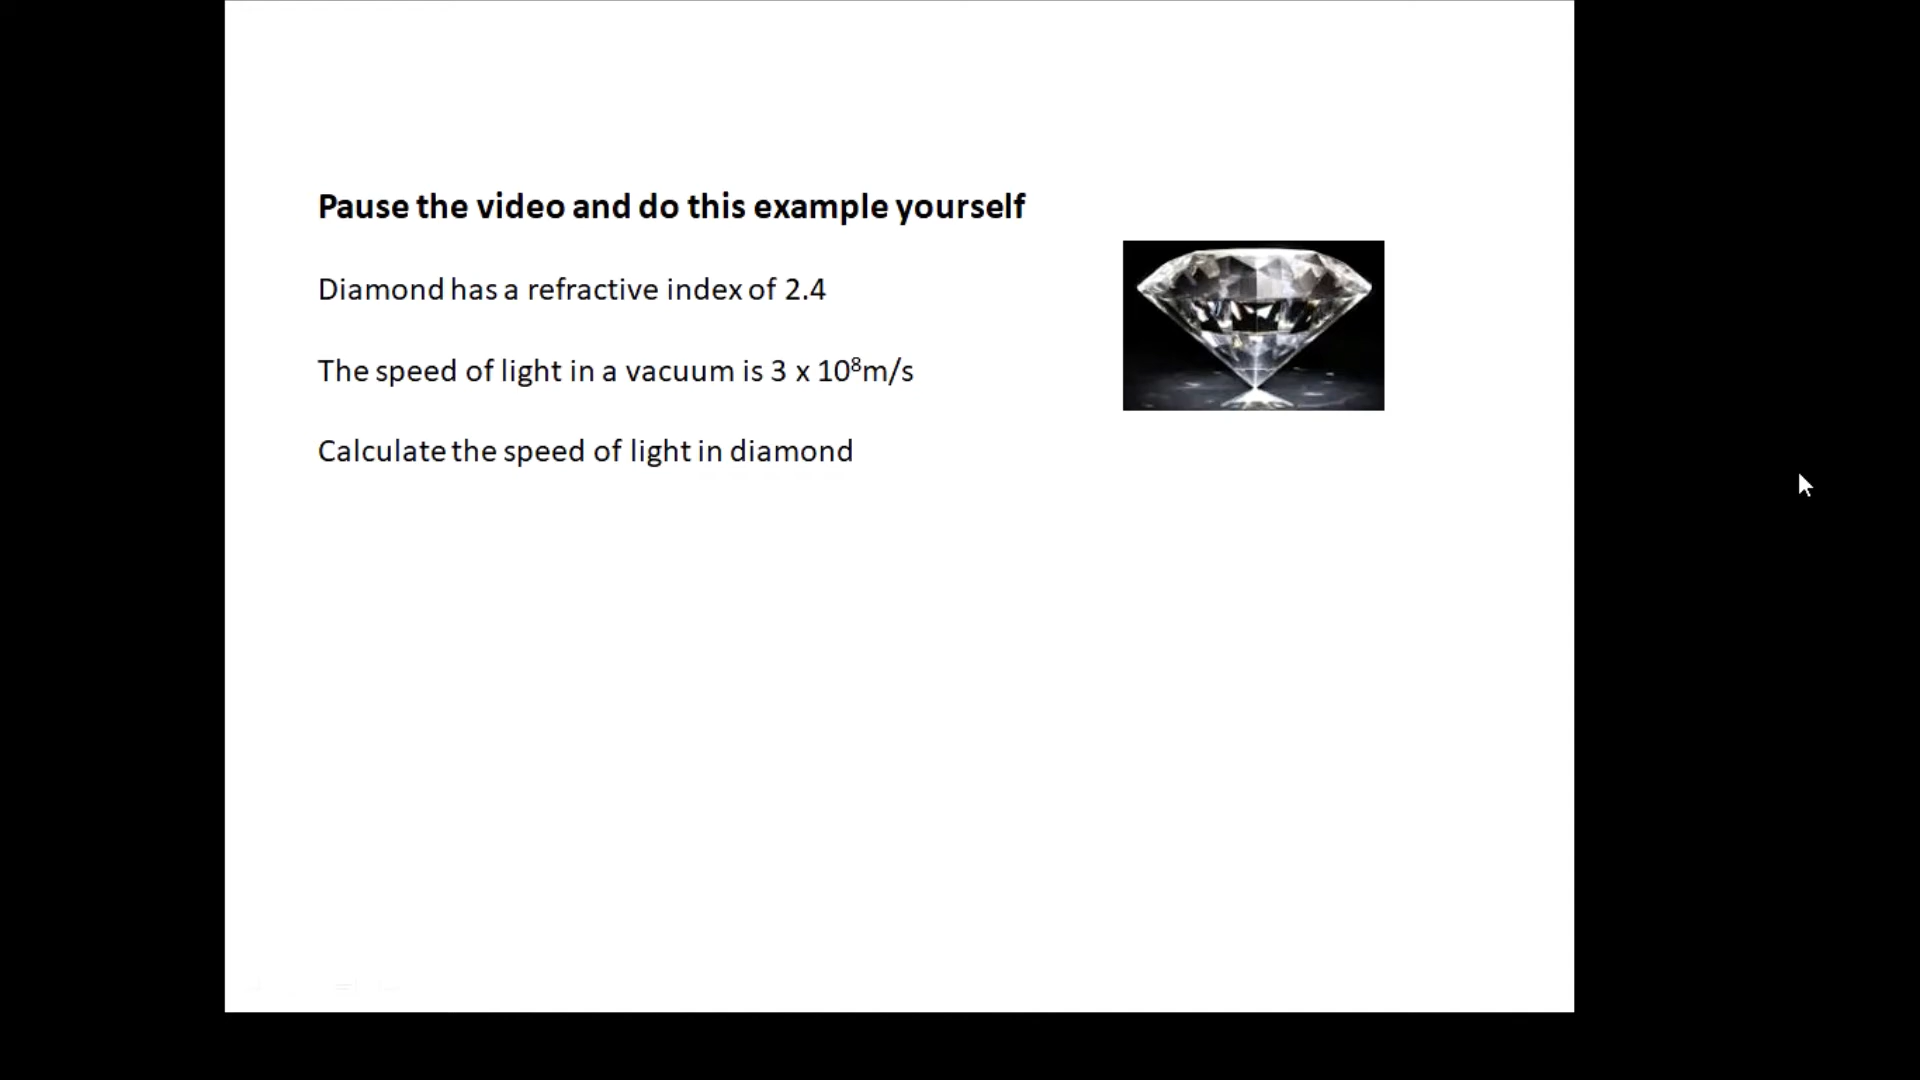 Pause the video and do this example yourself
Diamond has a refractive index of 2.4
The speed of light in a vacuum is 3 x 10⁸m/s
Calculate the speed of light in diamond